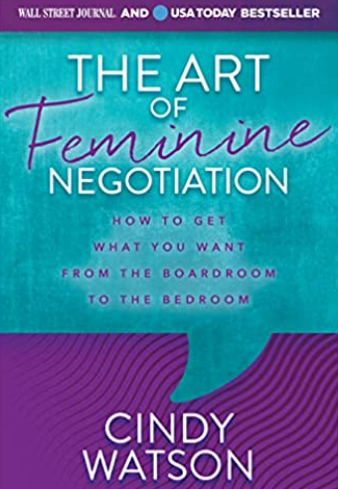 WALL STREET JOURNAL AND USA TODAY BESTSELLER
THE ART
OF
Feminine
NEGOTIATION
HOW TO GET
WHAT YOU WANT
FROM THE BOARDROOM
TO THE BEDROOM
CINDY
WATSON